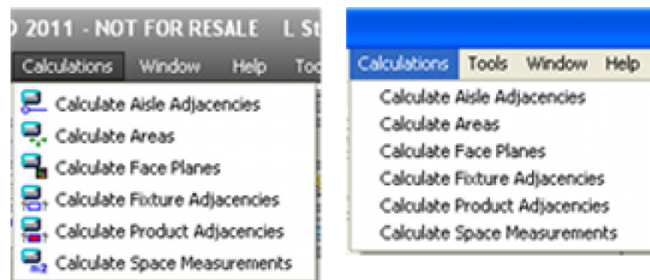 2011 - NOT FOR RESALE L St
Calculations Window Help Too
Calculate Aisle Adjacencies
Calculate Areas
Calculate Face Planes
Calculate Fixture Adjacencies
Calculate Product Adjacencies
Calculate Space Measurements
Calculations Tools Window Help
Calculate Aisle Adjacencies
Calculate Areas
Calculate Face Planes
Calculate Fixture Adjacencies
Calculate Product Adjacencies
Calculate Space Measurements